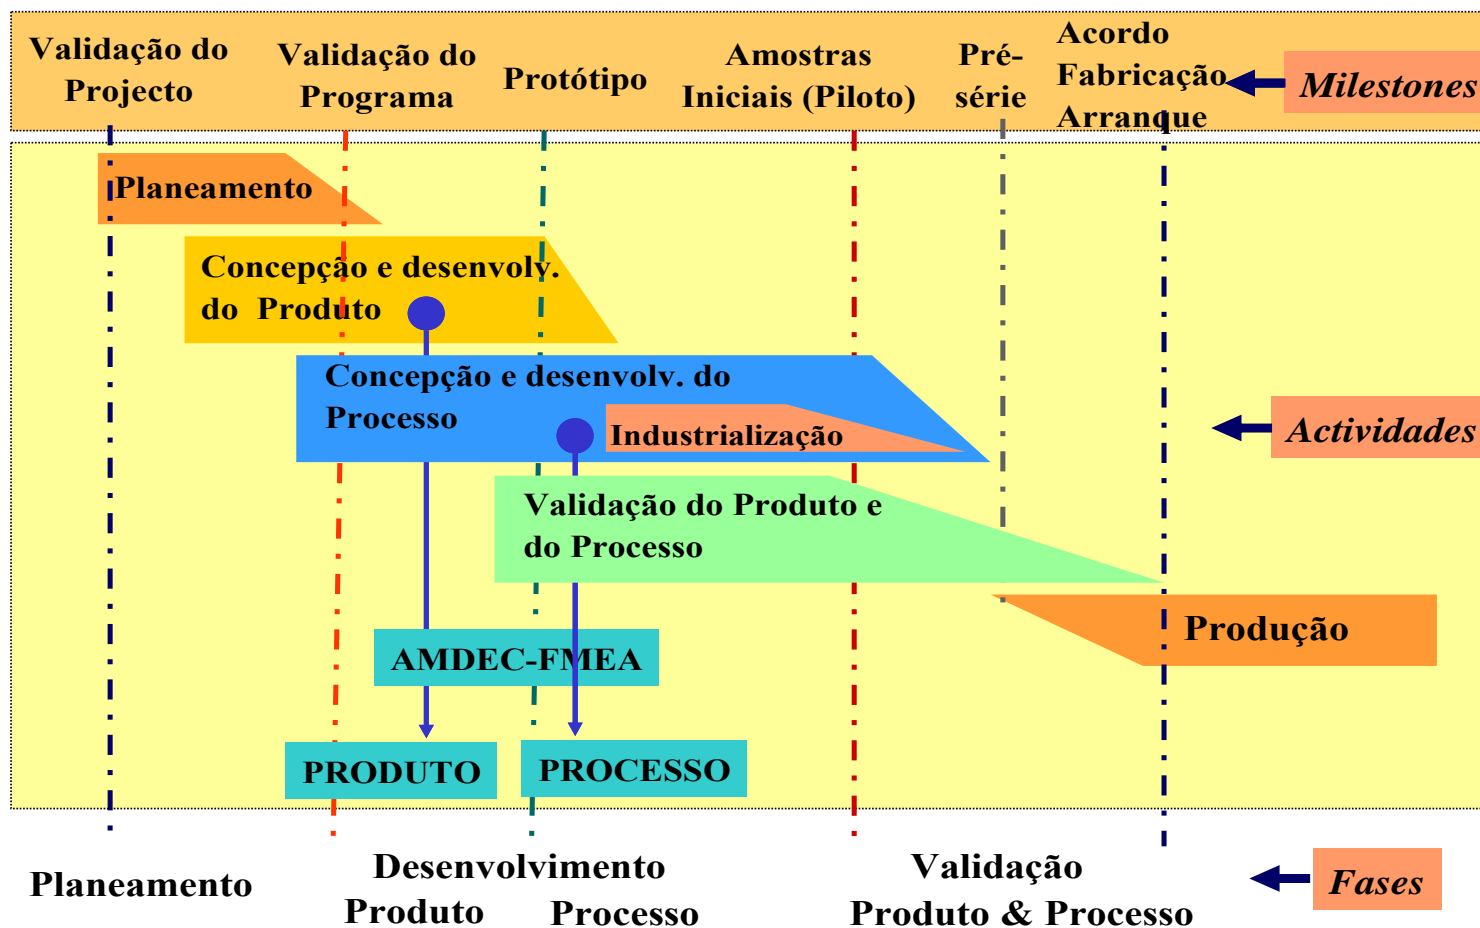 Validação do
Projecto
Validação do
Programa
Protótipo
Amostras
Iniciais (Piloto)
Pré-
série
Acordo
Fabricação
Arranque
Milestones
Planeamento
Concepção e desenvolv.
do Produto
Concepção e desenvolv. do
Processo
Industrialização
Actividades
Validação do Produto e
do Processo
Produção
AMDEC-FMEA
PRODUTO
PROCESSO
Planeamento
Desenvolvimento
Produto
Processo
Validação
Produto & Processo
Fases